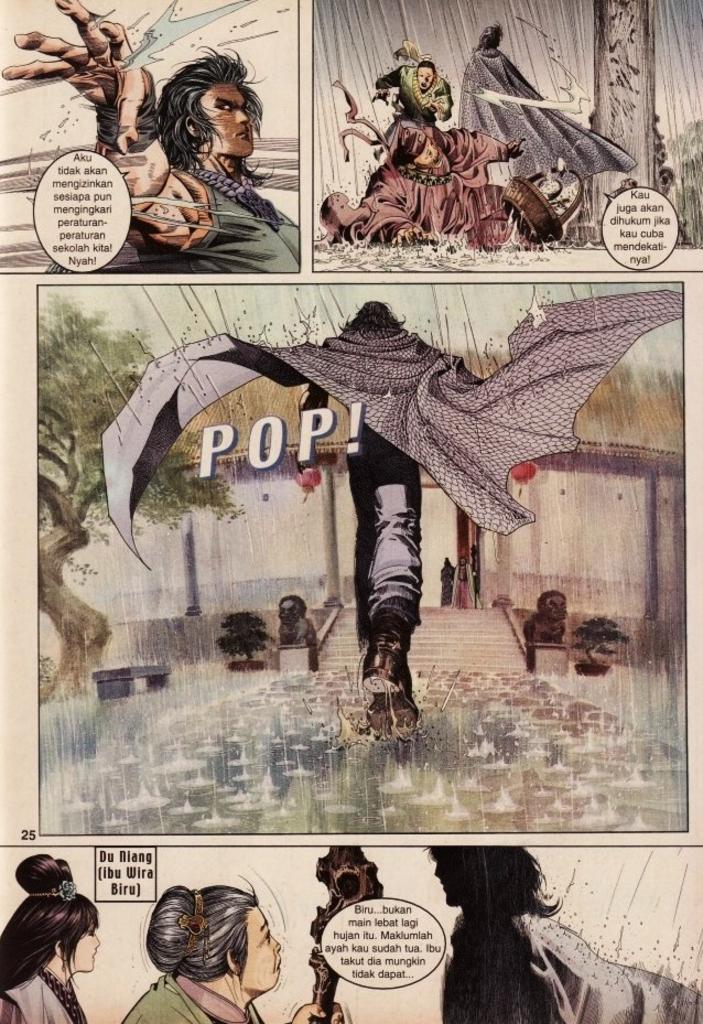 Aku
tidak akan
mengizinkan
sesiapa pun
mengingkari
peraturan-
peraturan
sekolah kita!
Nyah!
Kau
juga akan
dihukum jika
kau cuba
mendekati-
nya!
POP!
25
Du Niang
(ibu Wira
Biru)
Biru...bukan
main lebat lagi
hujan itu. Maklumlah
ayah kau sudah tua. Ibu
takut dia mungkin
tidak dapat...